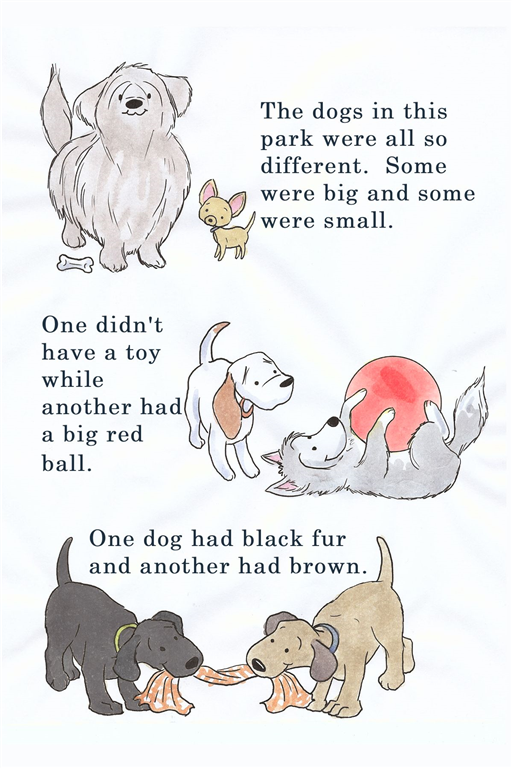 The dogs in this
park were all so
different.  Some
were big and some
were small.
One didn't
have a toy
while
another had
a big red
ball.
One dog had black fur
and another had brown.